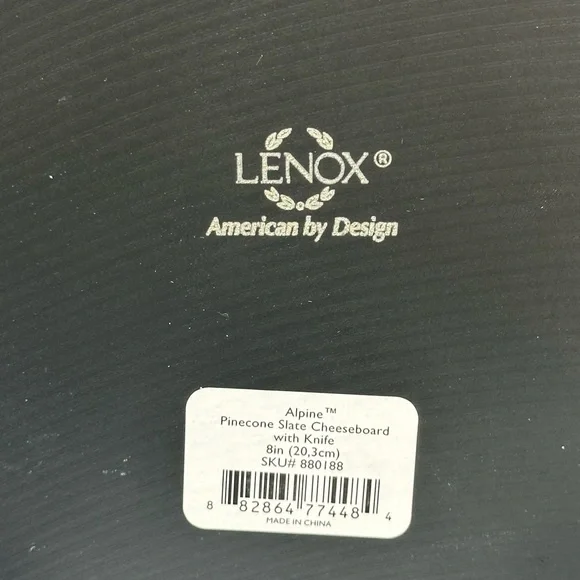 LENOX®
American by Design
Alpine™
Pinecone Slate Cheeseboard
with Knife
8in (20,3cm)
SKU# 880188
8 82864 77448 4
MADE IN CHINA